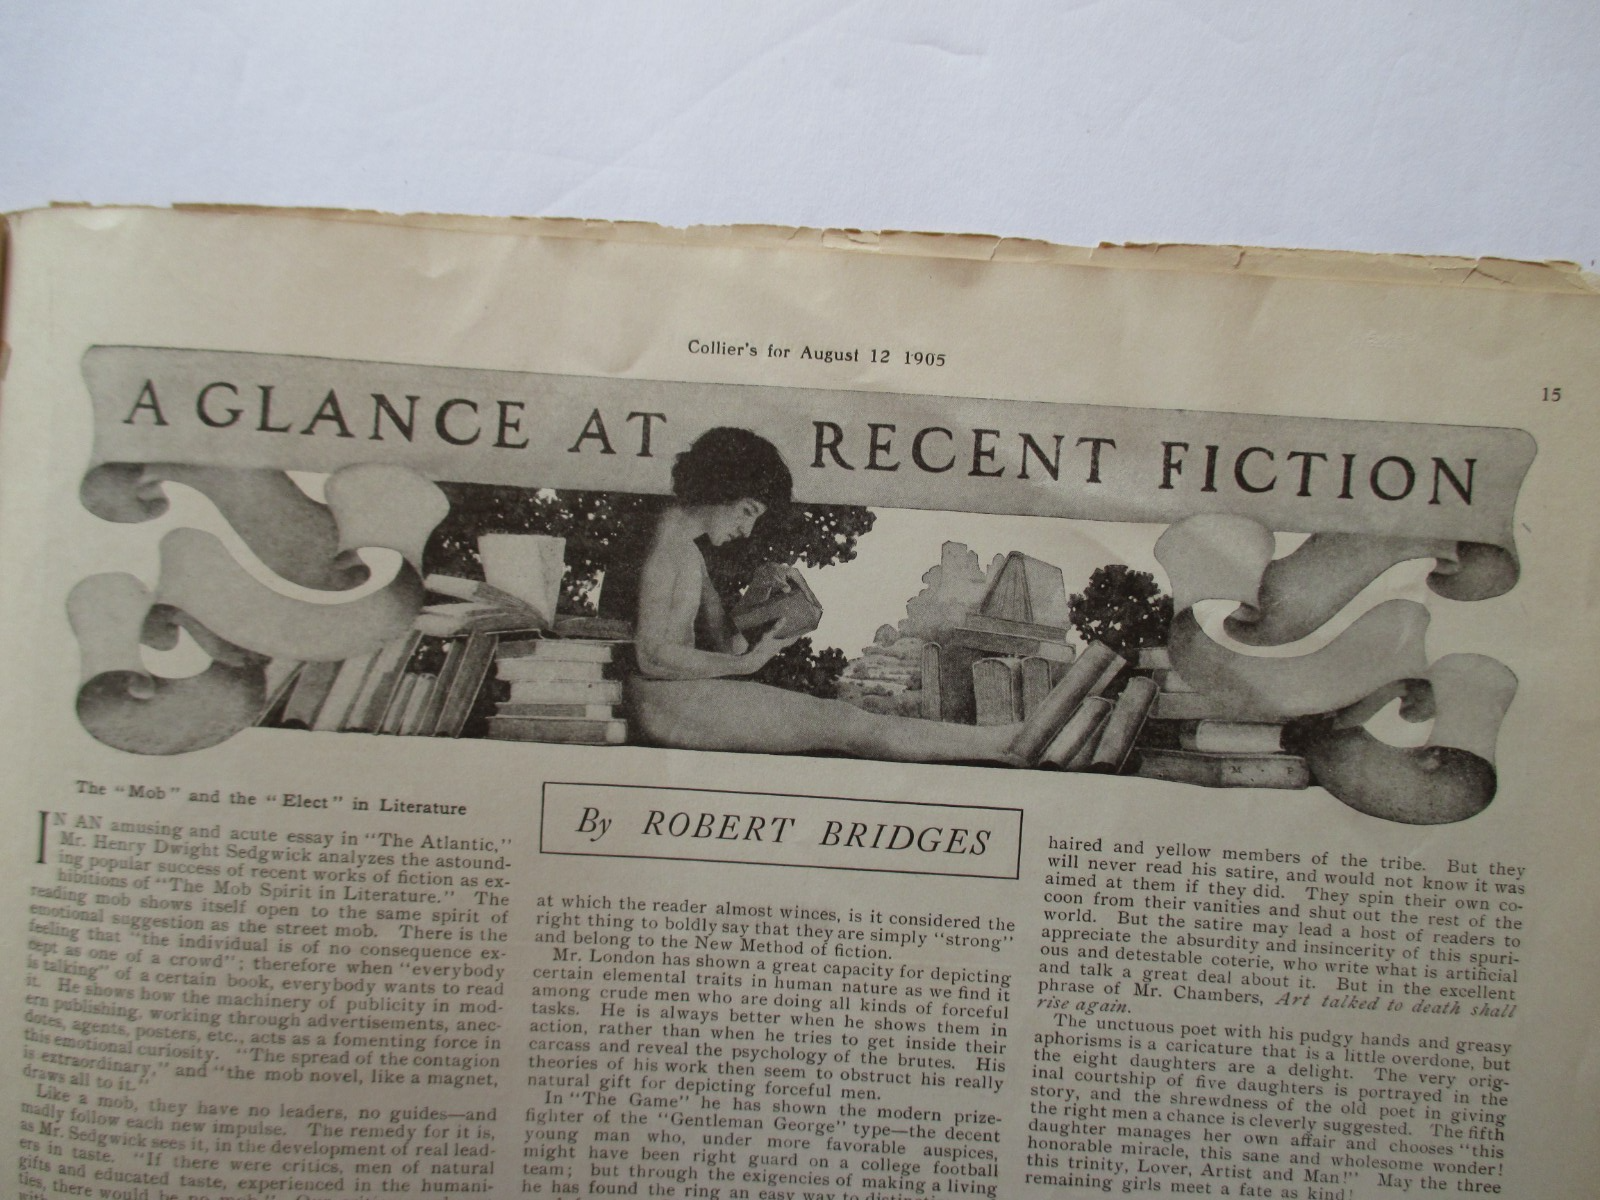 Collier's for August 12 1905
15
A GLANCE AT RECENT FICTION
M · P
The "Mob" and the "Elect" in Literature
IN AN amusing and acute essay in "The Atlantic,"
Mr. Henry Dwight Sedgwick analyzes the astound-
ing popular success of recent works of fiction as ex-
hibitions of "The Mob Spirit in Literature." The
reading mob shows itself open to the same spirit of
emotional suggestion as the street mob. There is the
feeling that "the individual is of no consequence ex-
cept as one of a crowd"; therefore when "everybody
is talking" of a certain book, everybody wants to read
it. He shows how the machinery of publicity in mod-
ern publishing, working through advertisements, anec-
dotes, agents, posters, etc., acts as a fomenting force in
this emotional curiosity. "The spread of the contagion
is extraordinary," and "the mob novel, like a magnet,
draws all to it."
Like a mob, they have no leaders, no guides—and
madly follow each new impulse. The remedy for it is,
as Mr. Sedgwick sees it, in the development of real lead-
ers in taste. "If there were critics, men of natural
gifts and educated taste, experienced in the humani-
ties, there would be no mob."
By ROBERT BRIDGES
at which the reader almost winces, is it considered the
right thing to boldly say that they are simply "strong"
and belong to the New Method of fiction.
Mr. London has shown a great capacity for depicting
certain elemental traits in human nature as we find it
among crude men who are doing all kinds of forceful
tasks. He is always better when he shows them in
action, rather than when he tries to get inside their
carcass and reveal the psychology of the brutes. His
theories of his work then seem to obstruct his really
natural gift for depicting forceful men.
In "The Game" he has shown the modern prize-
fighter of the "Gentleman George" type—the decent
young man who, under more favorable auspices,
might have been right guard on a college football
team; but through the exigencies of making a living
he has found the ring an easy way to
haired and yellow members of the tribe. But they
will never read his satire, and would not know it was
aimed at them if they did. They spin their own co-
coon from their vanities and shut out the rest of the
world. But the satire may lead a host of readers to
appreciate the absurdity and insincerity of this spuri-
ous and detestable coterie, who write what is artificial
and talk a great deal about it. But in the excellent
phrase of Mr. Chambers, Art talked to death shall
rise again.
The unctuous poet with his pudgy hands and greasy
aphorisms is a caricature that is a little overdone, but
the eight daughters are a delight. The very orig-
inal courtship of five daughters is portrayed in the
story, and the shrewdness of the old poet in giving
the right men a chance is cleverly suggested. The fifth
daughter manages her own affair and chooses "this
honorable miracle, this sane and wholesome wonder!
this trinity, Lover, Artist and Man!" May the three
remaining girls meet a fate as kind!